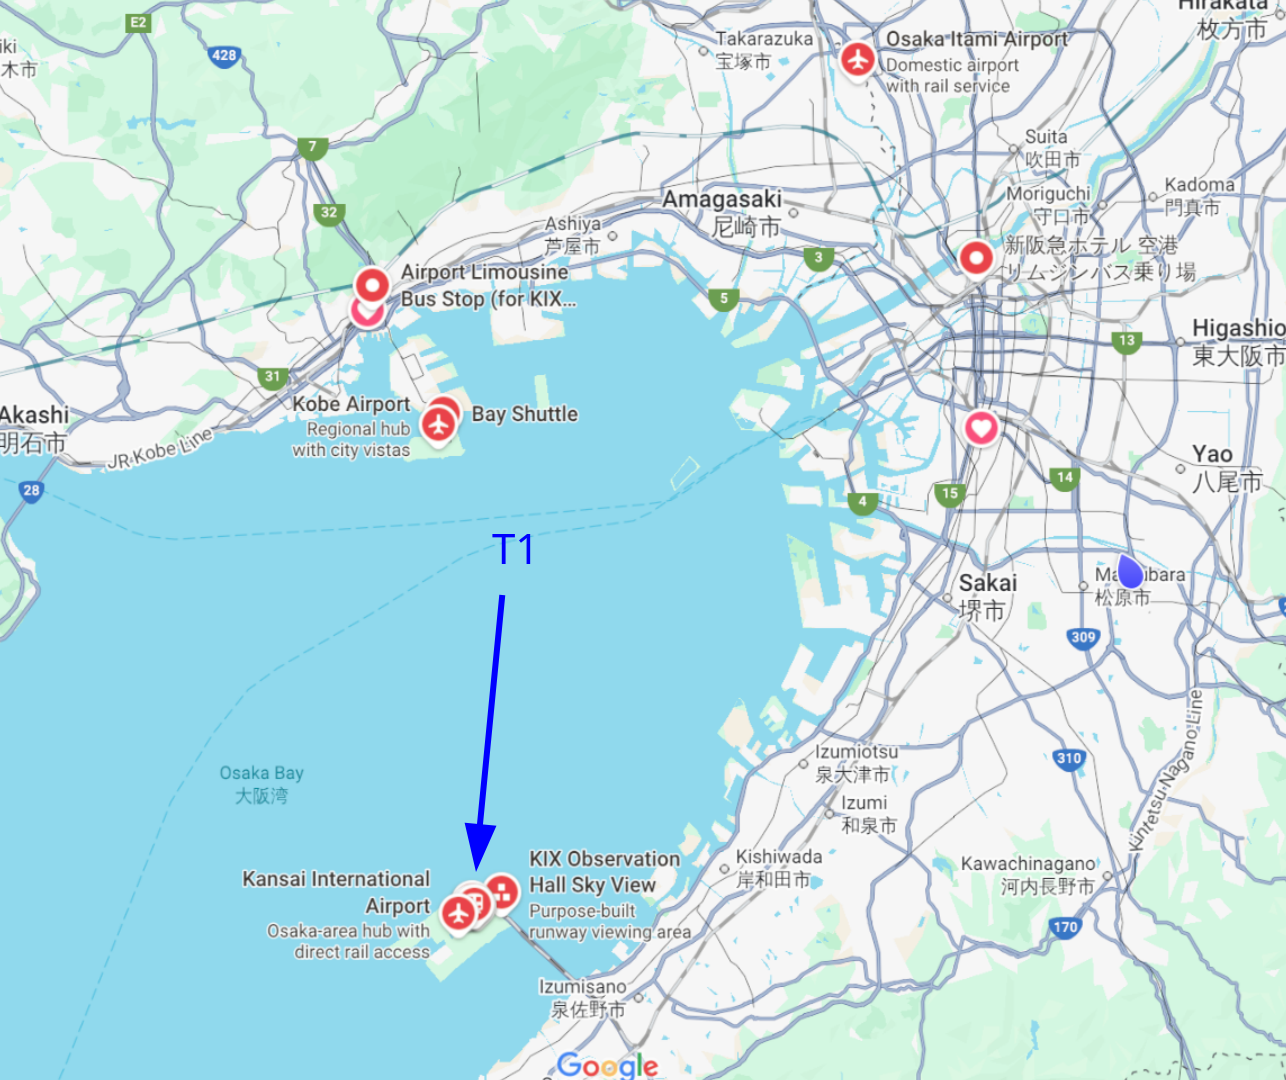 E2
428
木市
7
32
Takarazuka
宝塚市
Osaka Itami Airport
Domestic airport
with rail service
Hirakata
枚方市
Suita
吹田市
Moriguchi
守口市
Kadoma
門真市
Amagasaki
尼崎市
Ashiya
芦屋市
3
新阪急ホテル 空港
リムジンバス乗り場
Airport Limousine
Bus Stop (for KIX...
5
13
Higashio
東大阪市
31
Akashi
明石市
JR Kobe Line
Kobe Airport
Regional hub
with city vistas
Bay Shuttle
28
4
15
14
Yao
八尾市
T1
Sakai
堺市
松原市
309
Osaka Bay
大阪湾
Izumiotsu
泉大津市
310
Izumi
和泉市
Kintetsu-Nagano Line
Kansai International
Airport
Osaka-area hub with
direct rail access
KIX Observation
Hall Sky View
Purpose-built
runway viewing area
Kishiwada
岸和田市
Kawachinagano
河内長野市
170
Izumisano
泉佐野市
Google